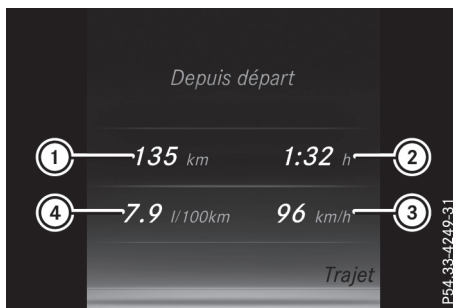 Depuis départ
① 135 km 1:32 h ②
④ 7.9 l/100km 96 km/h ③
Trajet
P54.33-4249-31